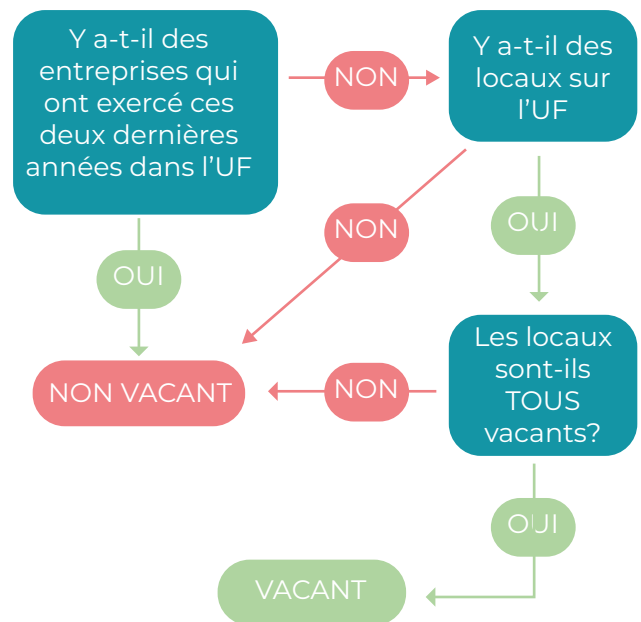 Y a-t-il des
entreprises qui
ont exercé ces
deux dernières
années dans l'UF
NON
Y a-t-il des
locaux sur
l'UF
NON
OUI
OUI
Les locaux
sont-ils
TOUS
vacants?
NON VACANT
NON
OUI
VACANT